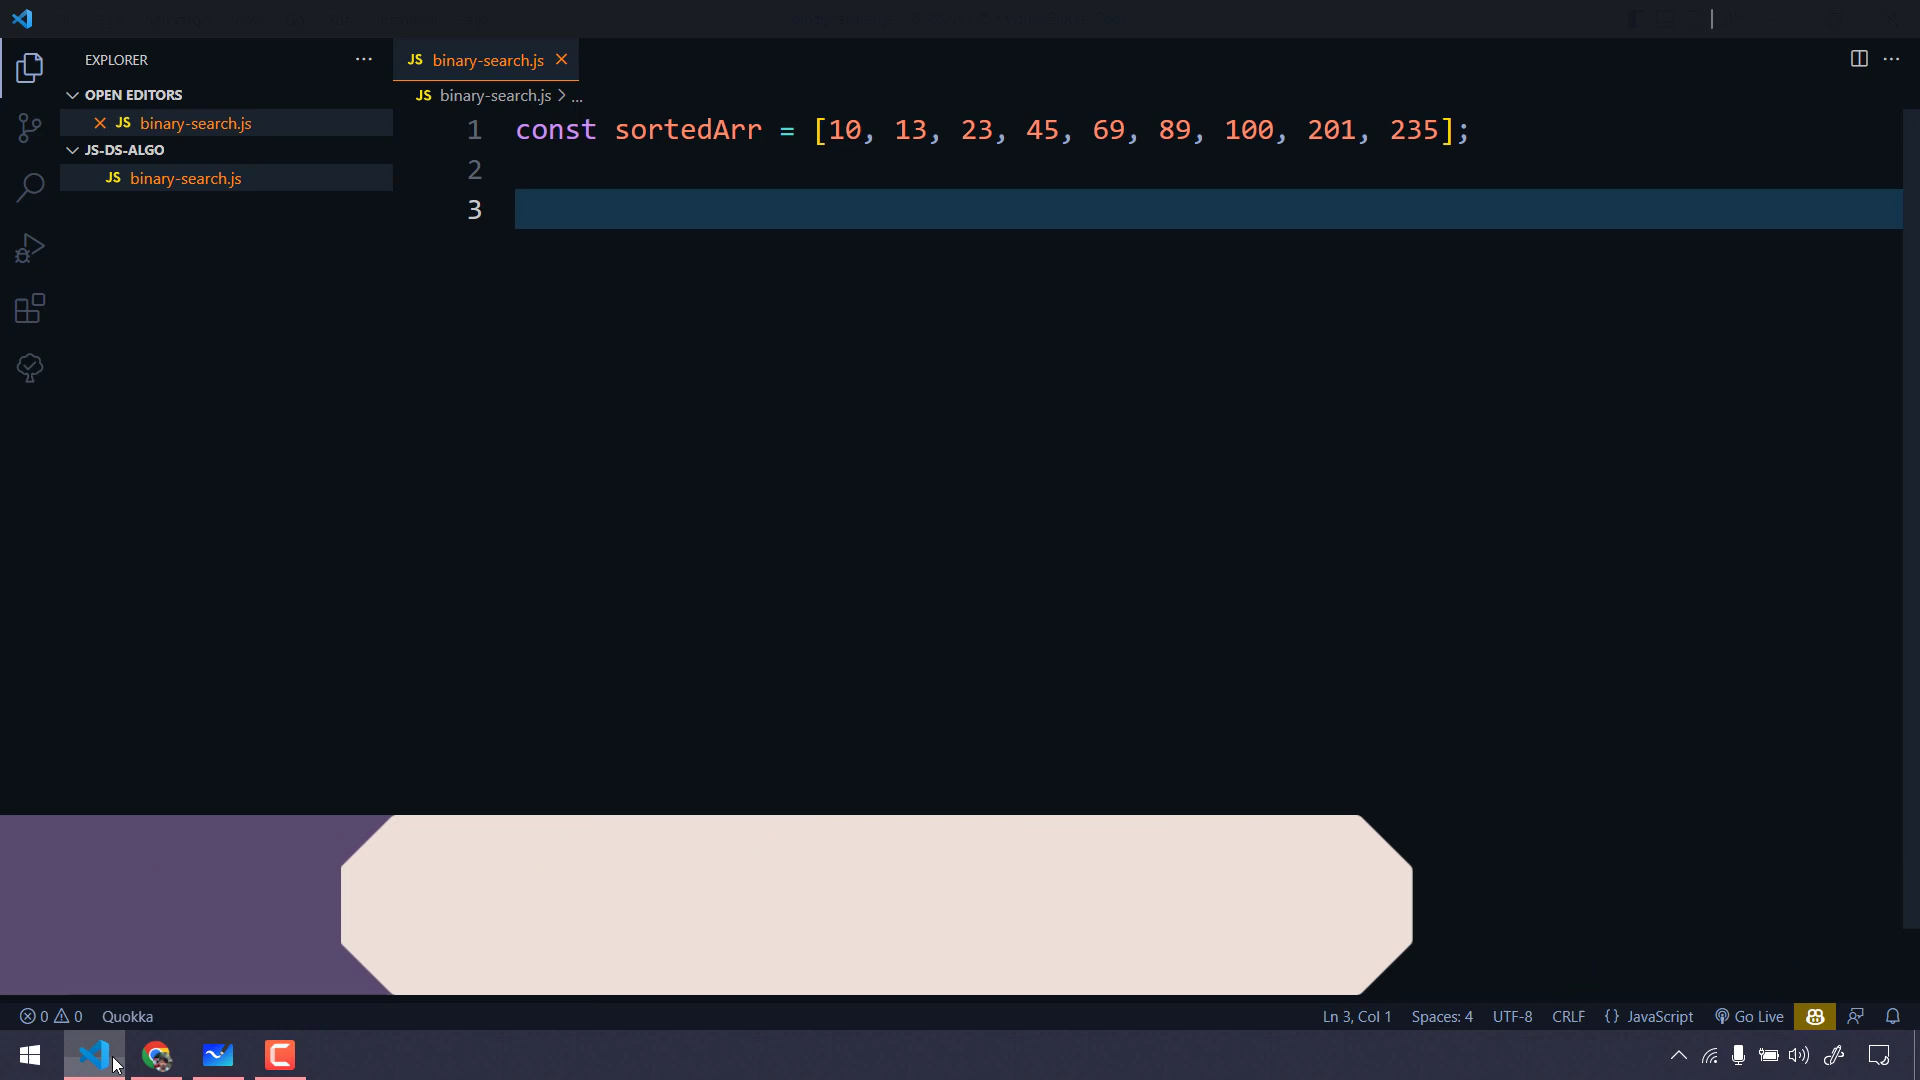 EXPLORER
JS binary-search.js
OPEN EDITORS
JS binary-search.js > ...
JS binary-search.js
1 const sortedArr = [10, 13, 23, 45, 69, 89, 100, 201, 235];
JS-DS-ALGO
2
JS binary-search.js
3
0 0 Quokka
Ln 3, Col 1 Spaces: 4 UTF-8 CRLF {} JavaScript Go Live